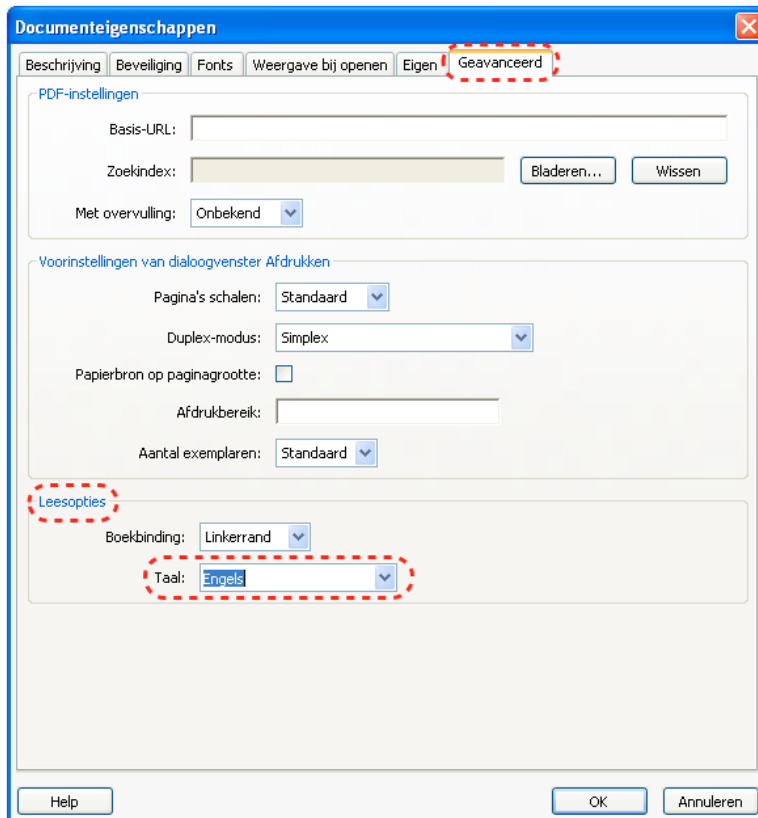 Documenteigenschappen
Beschrijving Beveiliging Fonts Weergave bij openen Eigen Geavanceerd
PDF-instellingen
Basis-URL:
Zoekindex: Bladeren... Wissen
Met overvulling: Onbekend
Voorinstellingen van dialoogvenster Afdrukken
Pagina's schalen: Standaard
Duplex-modus: Simplex
Papierbron op paginagrootte:
Afdrukbereik:
Aantal exemplaren: Standaard
Leesopties
Boekbinding: Linkerrand
Taal: Engels
Help OK Annuleren